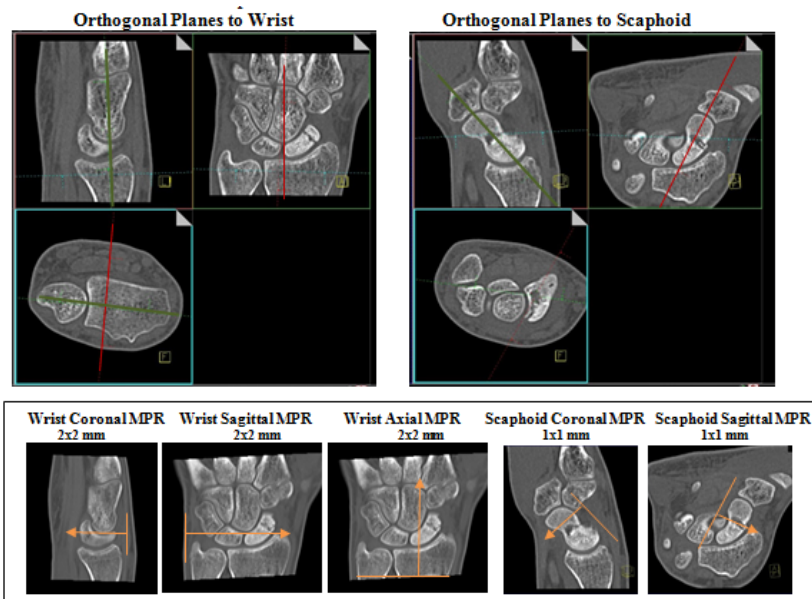 Orthogonal Planes to Wrist
Orthogonal Planes to Scaphoid
Wrist Coronal MPR
2x2 mm
Wrist Sagittal MPR
2x2 mm
Wrist Axial MPR
2x2 mm
Scaphoid Coronal MPR
1x1 mm
Scaphoid Sagittal MPR
1x1 mm